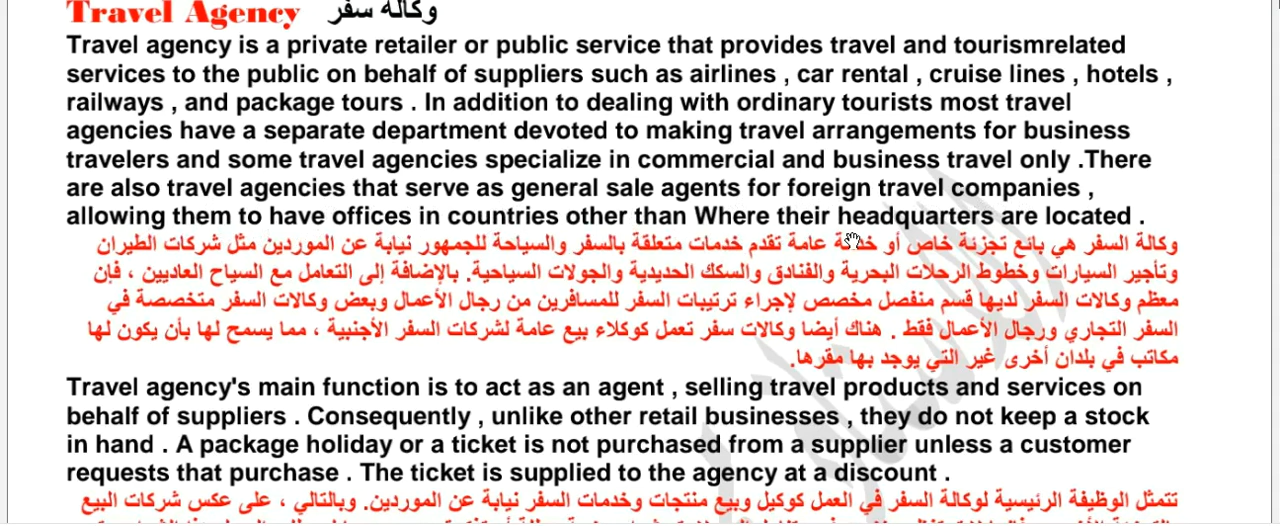 Travel Agency وكالة سفر
Travel agency is a private retailer or public service that provides travel and tourismrelated
services to the public on behalf of suppliers such as airlines , car rental , cruise lines , hotels ,
railways , and package tours . In addition to dealing with ordinary tourists most travel
agencies have a separate department devoted to making travel arrangements for business
travelers and some travel agencies specialize in commercial and business travel only .There
are also travel agencies that serve as general sale agents for foreign travel companies ,
allowing them to have offices in countries other than Where their headquarters are located .
وكالة السفر هي بائع تجزئة خاص أو عامة تقدم خدمات متعلقة بالسفر والسياحة للجمهور نيابة عن الموردين مثل شركات الطيران
وتأجير السيارات وخطوط الرحلات البحرية والفنادق والسكك الحديدية والجولات السياحية. بالإضافة إلى التعامل مع السياح العاديين ، فإن
معظم وكالات السفر لديها قسم منفصل مخصص لإجراء ترتيبات السفر للمسافرين من رجال الأعمال وبعض وكالات السفر متخصصة في
السفر التجاري ورجال الأعمال فقط . هناك أيضا وكالات سفر تعمل كوكلاء بيع عامة لشركات السفر الأجنبية ، مما يسمح لها بأن يكون لها
مكاتب في بلدان أخرى غير التي يوجد بها مقرها.
Travel agency's main function is to act as an agent , selling travel products and services on
behalf of suppliers . Consequently , unlike other retail businesses , they do not keep a stock
in hand . A package holiday or a ticket is not purchased from a supplier unless a customer
requests that purchase . The ticket is supplied to the agency at a discount .
تتمثل الوظيفة الرئيسية لوكالة السفر في العمل كوكيل وبيع منتجات وخدمات السفر نيابة عن الموردين. وبالتالي ، على عكس شركات البيع